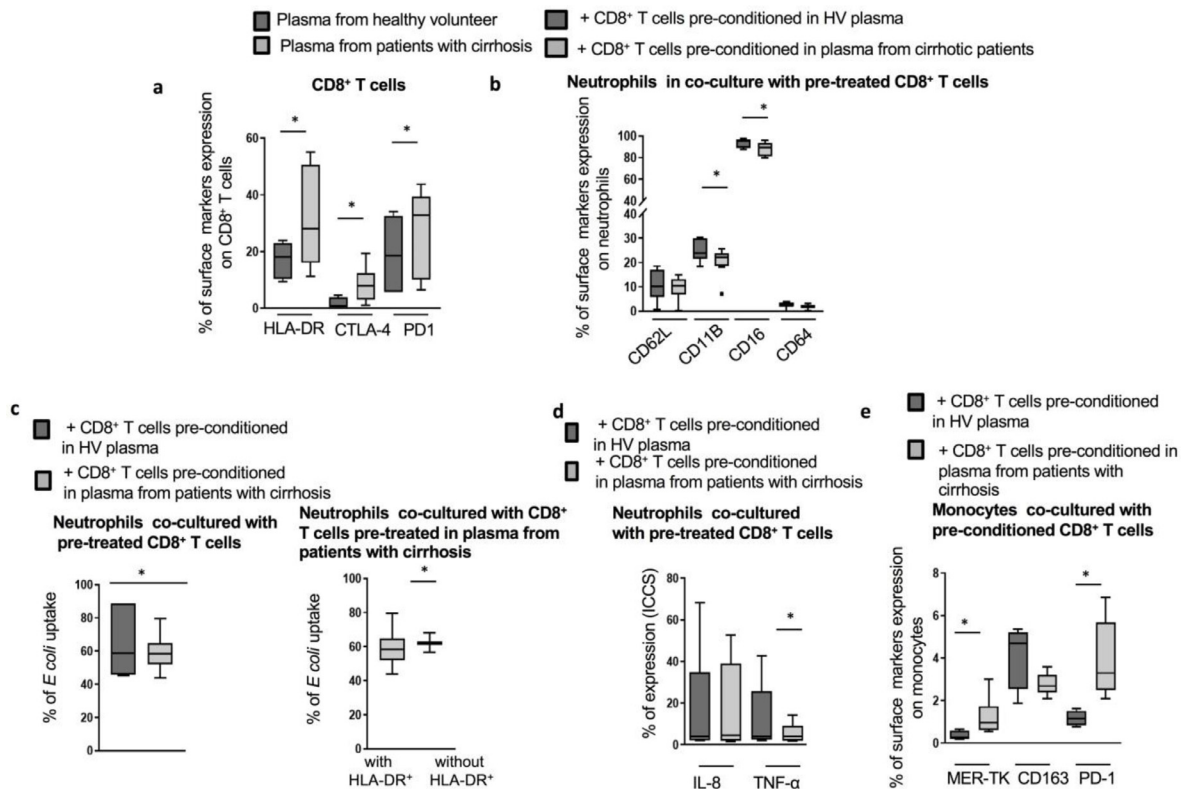 Plasma from healthy volunteer
Plasma from patients with cirrhosis
+ CD8⁺ T cells pre-conditioned in HV plasma
+ CD8⁺ T cells pre-conditioned in plasma from cirrhotic patients
a
CD8⁺ T cells
% of surface markers expression
on CD8⁺ T cells
60
40
20
0
*
*
*
HLA-DR
CTLA-4
PD1
b
Neutrophils in co-culture with pre-treated CD8⁺ T cells
% of surface markers expression
on neutrophils
100
80
60
40
40
30
20
10
0
*
*
CD62L
CD11B
CD16
CD64
c
+ CD8⁺ T cells pre-conditioned
in HV plasma
+ CD8⁺ T cells pre-conditioned
in plasma from patients with cirrhosis
Neutrophils co-cultured with
pre-treated CD8⁺ T cells
% of E coli uptake
100
80
60
40
20
0
*
Neutrophils co-cultured with CD8⁺
T cells pre-treated in plasma from
patients with cirrhosis
% of E coli uptake
100
80
60
40
20
0
*
with
HLA-DR⁺
without
HLA-DR⁺
d
+ CD8⁺ T cells pre-conditioned
in HV plasma
+ CD8⁺ T cells pre-conditioned
in plasma from patients with cirrhosis
Neutrophils co-cultured
with pre-treated CD8⁺ T cells
% of expression (ICCS)
80
60
40
20
0
*
IL-8
TNF-α
e
+ CD8⁺ T cells pre-conditioned
in HV plasma
+ CD8⁺ T cells pre-conditioned in
plasma from patients with
cirrhosis
Monocytes co-cultured with
pre-conditioned CD8⁺ T cells
% of surface markers expression
on monocytes
8
6
4
2
0
*
*
MER-TK
CD163
PD-1